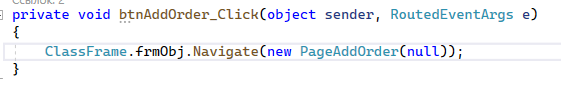 Ссылок: 2
private void btnAddOrder_Click(object sender, RoutedEventArgs e)
{
ClassFrame.frmObj.Navigate(new PageAddOrder(null));
}